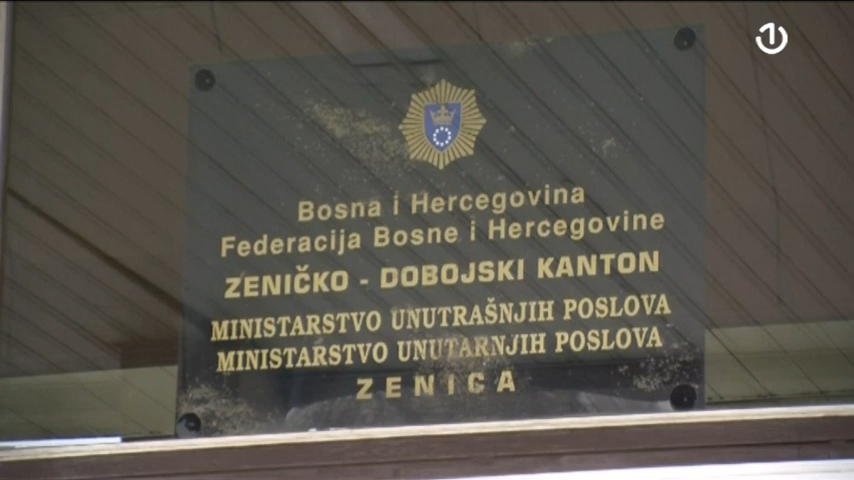 Bosna i Hercegovina
Federacija Bosne i Hercegovine
ZENIČKO - DOBOJSKI KANTON
MINISTARSTVO UNUTRAŠNJIH POSLOVA
MINISTARSTVO UNUTARNJIH POSLOVA
ZENICA